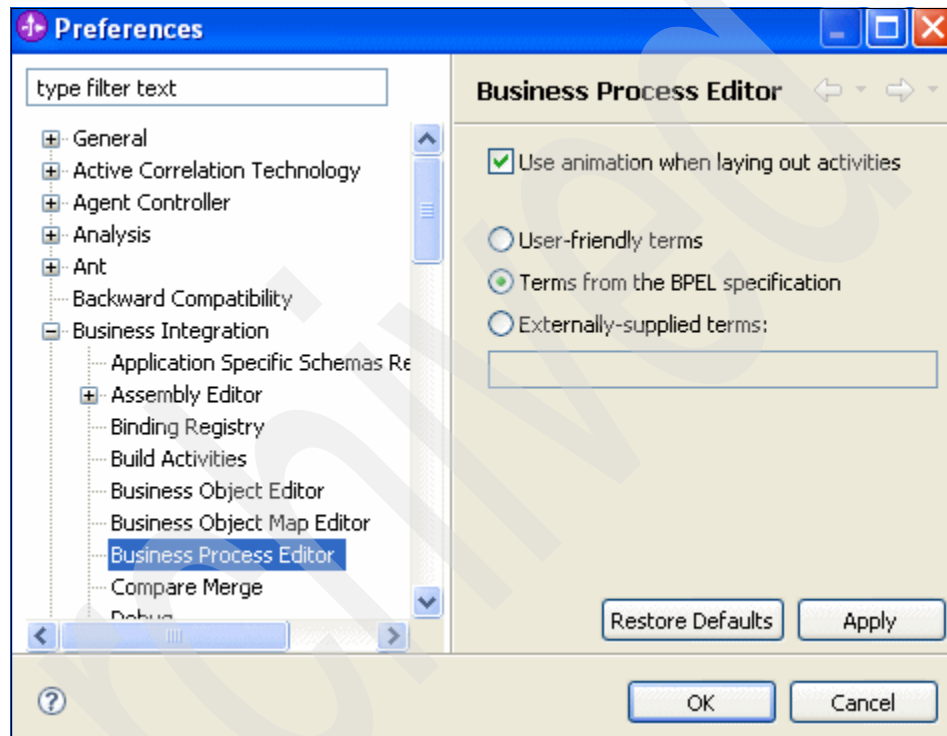 Preferences
type filter text
General
Active Correlation Technology
Agent Controller
Analysis
Ant
Backward Compatibility
Business Integration
Application Specific Schemas Re
Assembly Editor
Binding Registry
Build Activities
Business Object Editor
Business Object Map Editor
Business Process Editor
Compare Merge
Debug
Business Process Editor
Use animation when laying out activities
User-friendly terms
Terms from the BPEL specification
Externally-supplied terms:
Restore Defaults
Apply
OK
Cancel